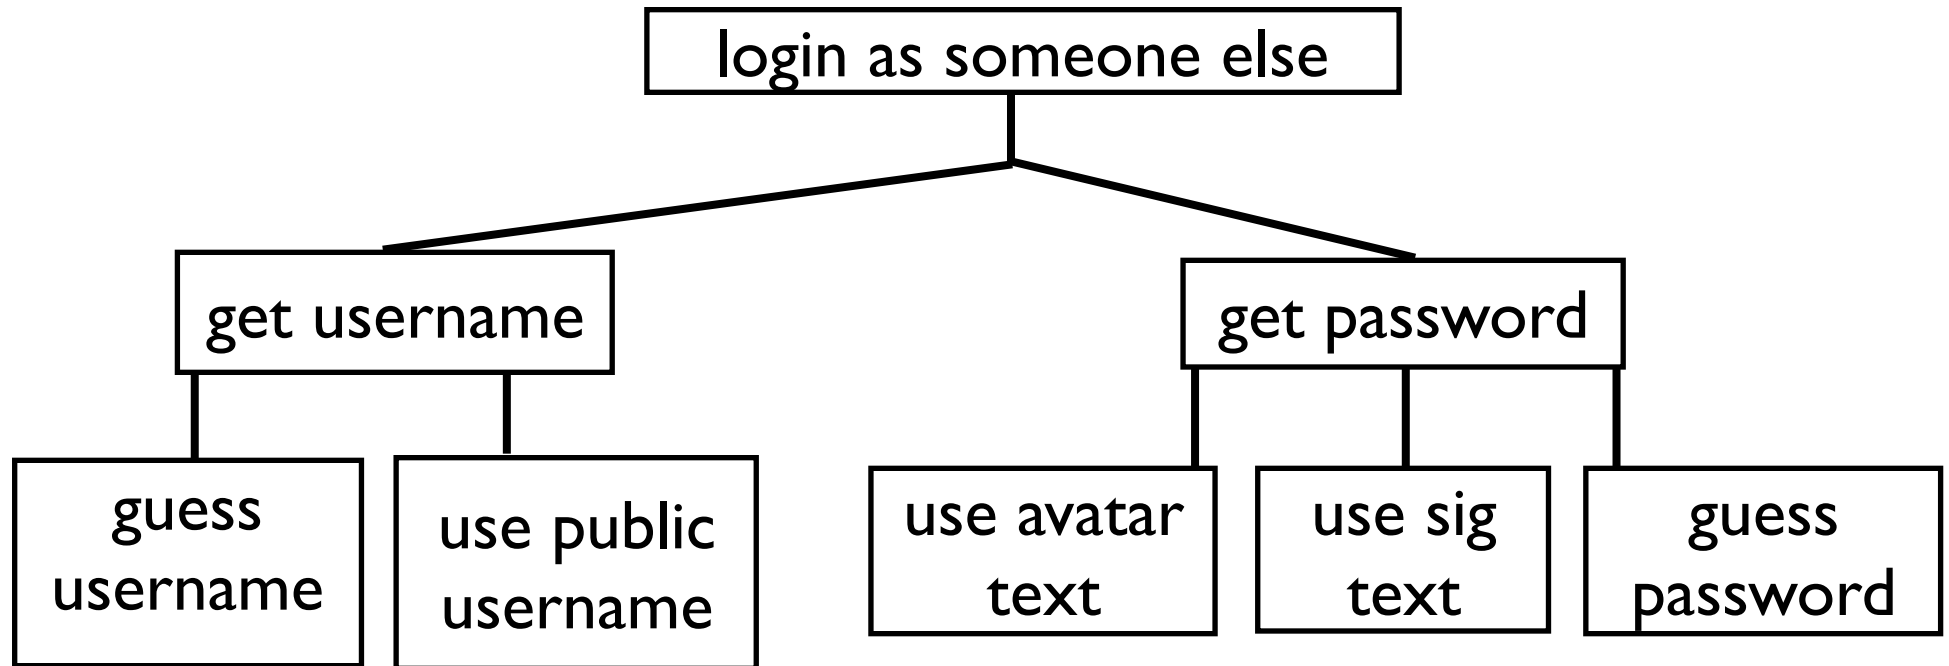 login as someone else
get username
get password
guess
username
use public
username
use avatar
text
use sig
text
guess
password